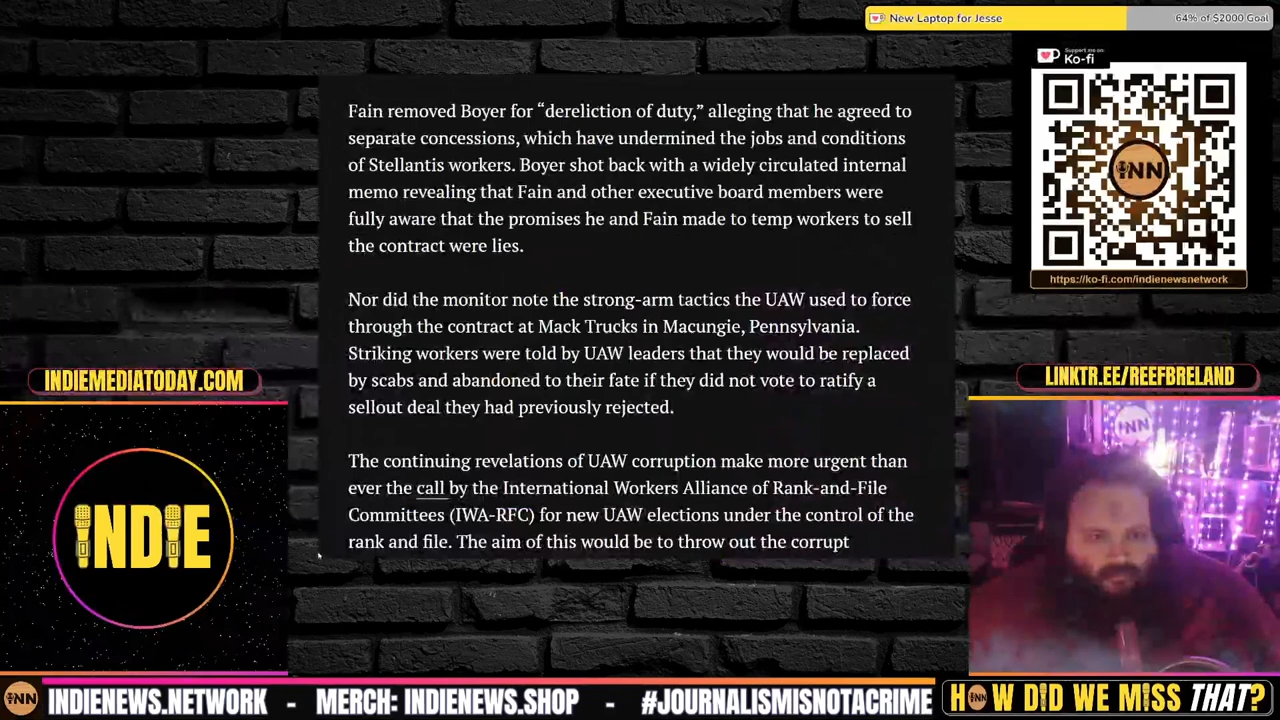 New Laptop for Jesse
64% of $2000 Goal
Support me on
Ko-fi
Fain removed Boyer for “dereliction of duty,” alleging that he agreed to
separate concessions, which have undermined the jobs and conditions
of Stellantis workers. Boyer shot back with a widely circulated internal
memo revealing that Fain and other executive board members were
fully aware that the promises he and Fain made to temp workers to sell
the contract were lies.
Nor did the monitor note the strong-arm tactics the UAW used to force
through the contract at Mack Trucks in Macungie, Pennsylvania.
Striking workers were told by UAW leaders that they would be replaced
by scabs and abandoned to their fate if they did not vote to ratify a
sellout deal they had previously rejected.
The continuing revelations of UAW corruption make more urgent than
ever the call by the International Workers Alliance of Rank-and-File
Committees (IWA-RFC) for new UAW elections under the control of the
rank and file. The aim of this would be to throw out the corrupt
INN
https://ko-fi.com/indienewsnetwork
INDIEMEDIATODAY.COM
LINKTR.EE/REEFBRELAND
INDIE
INN
INN
INDIENEWS.NETWORK - MERCH: INDIENEWS.SHOP - #JOURNALISMISNOTACRIME
HOW DID WE MISS THAT?